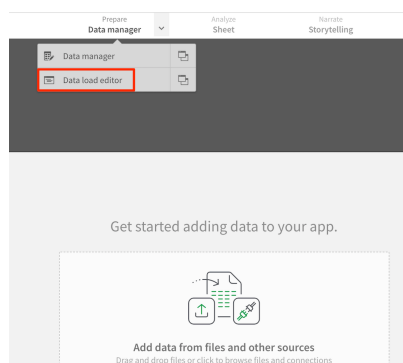 Prepare
Data manager
Analyze
Sheet
Narrate
Storytelling
Data manager
Data load editor
Get started adding data to your app.
Add data from files and other sources
Drag and drop files or click to browse files and connections